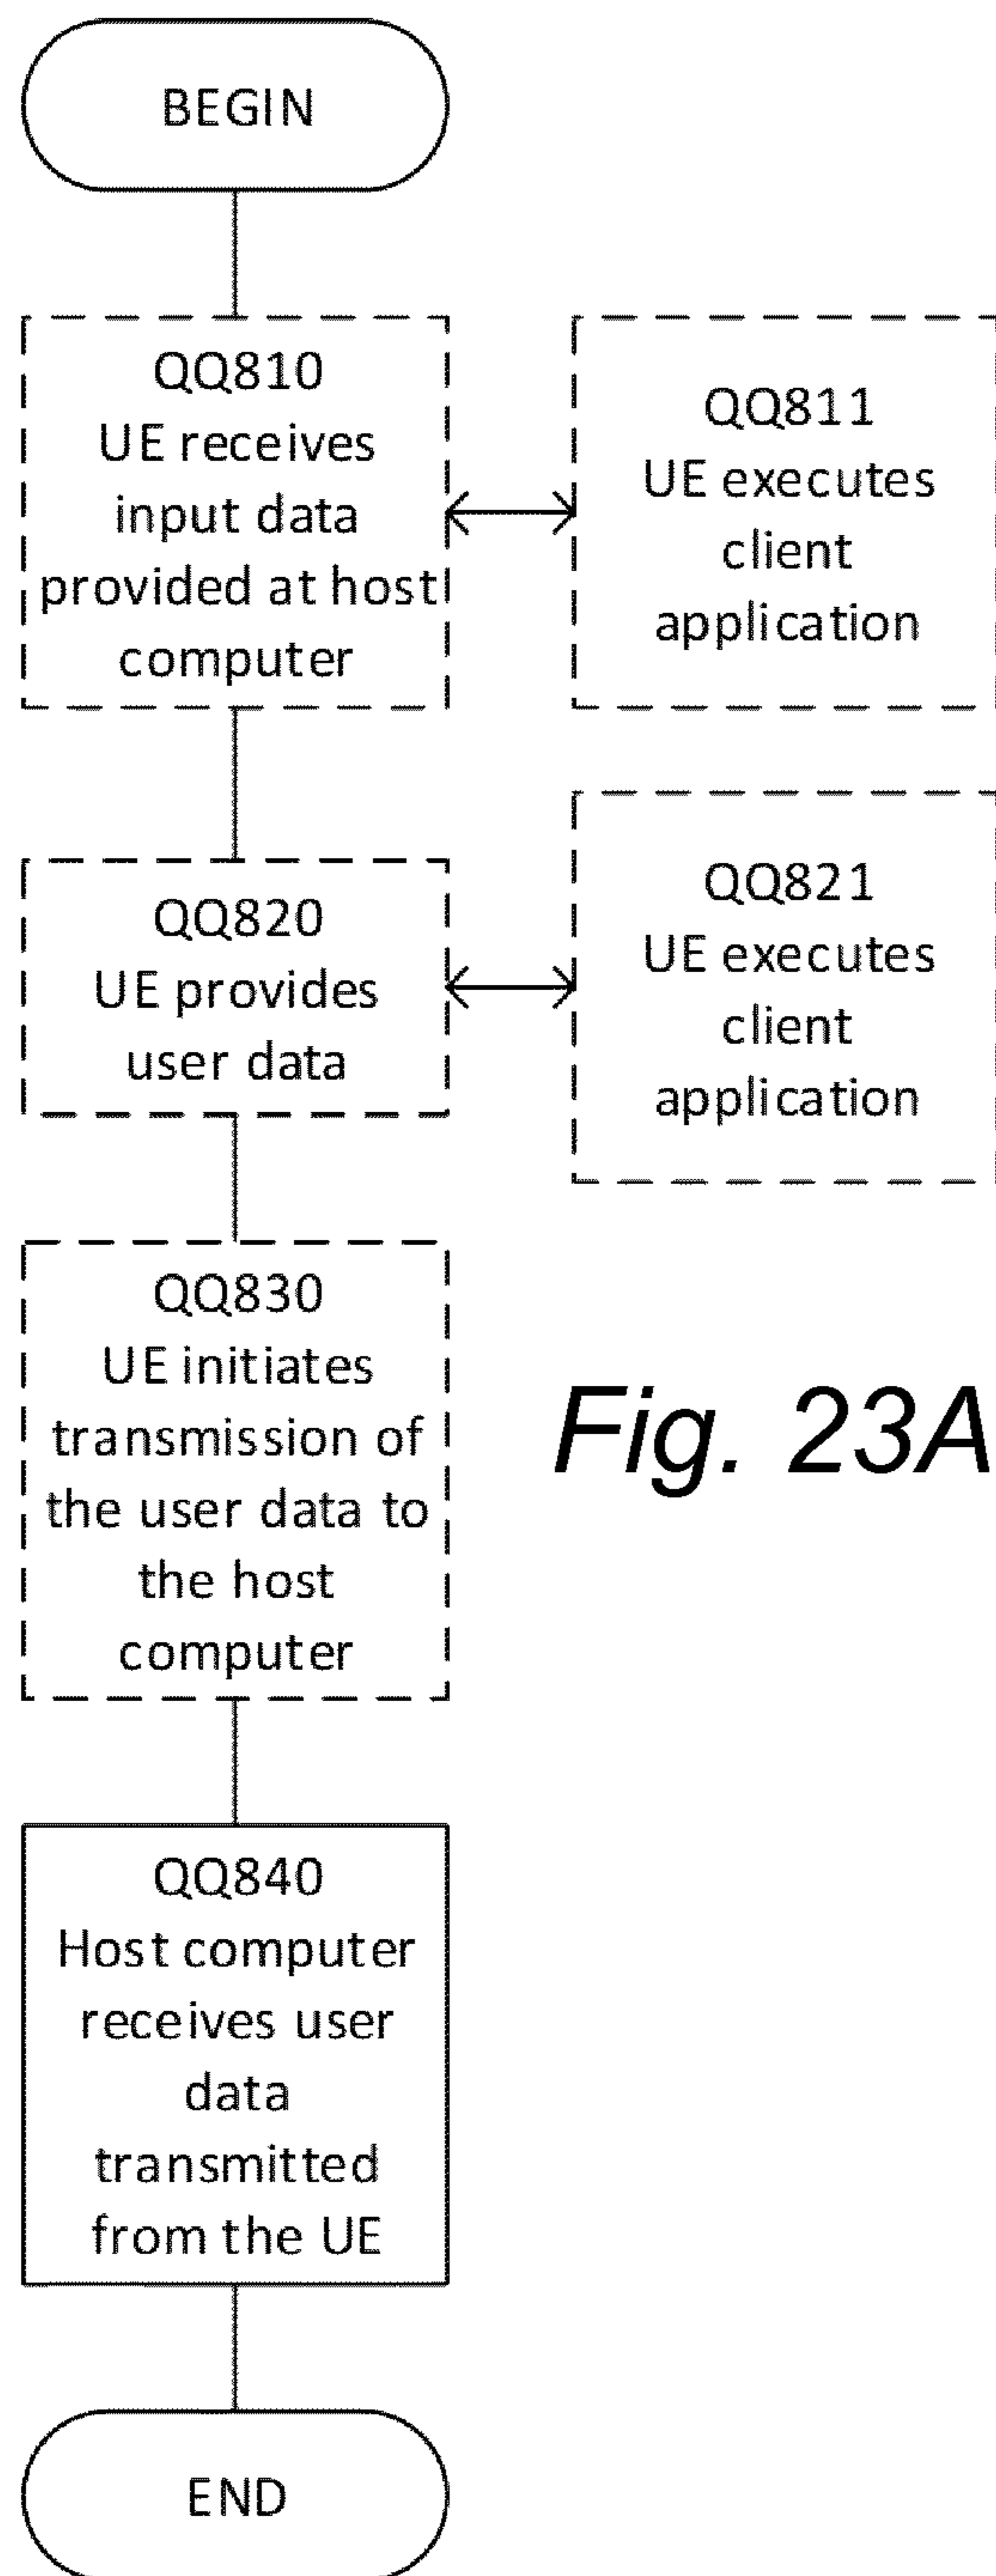 BEGIN
QQ810
UE receives
input data
provided at host
computer
QQ811
UE executes
client
application
QQ820
UE provides
user data
QQ821
UE executes
client
application
QQ830
UE initiates
transmission of
the user data to
the host
computer
Fig. 23A
QQ840
Host computer
receives user
data
transmitted
from the UE
END